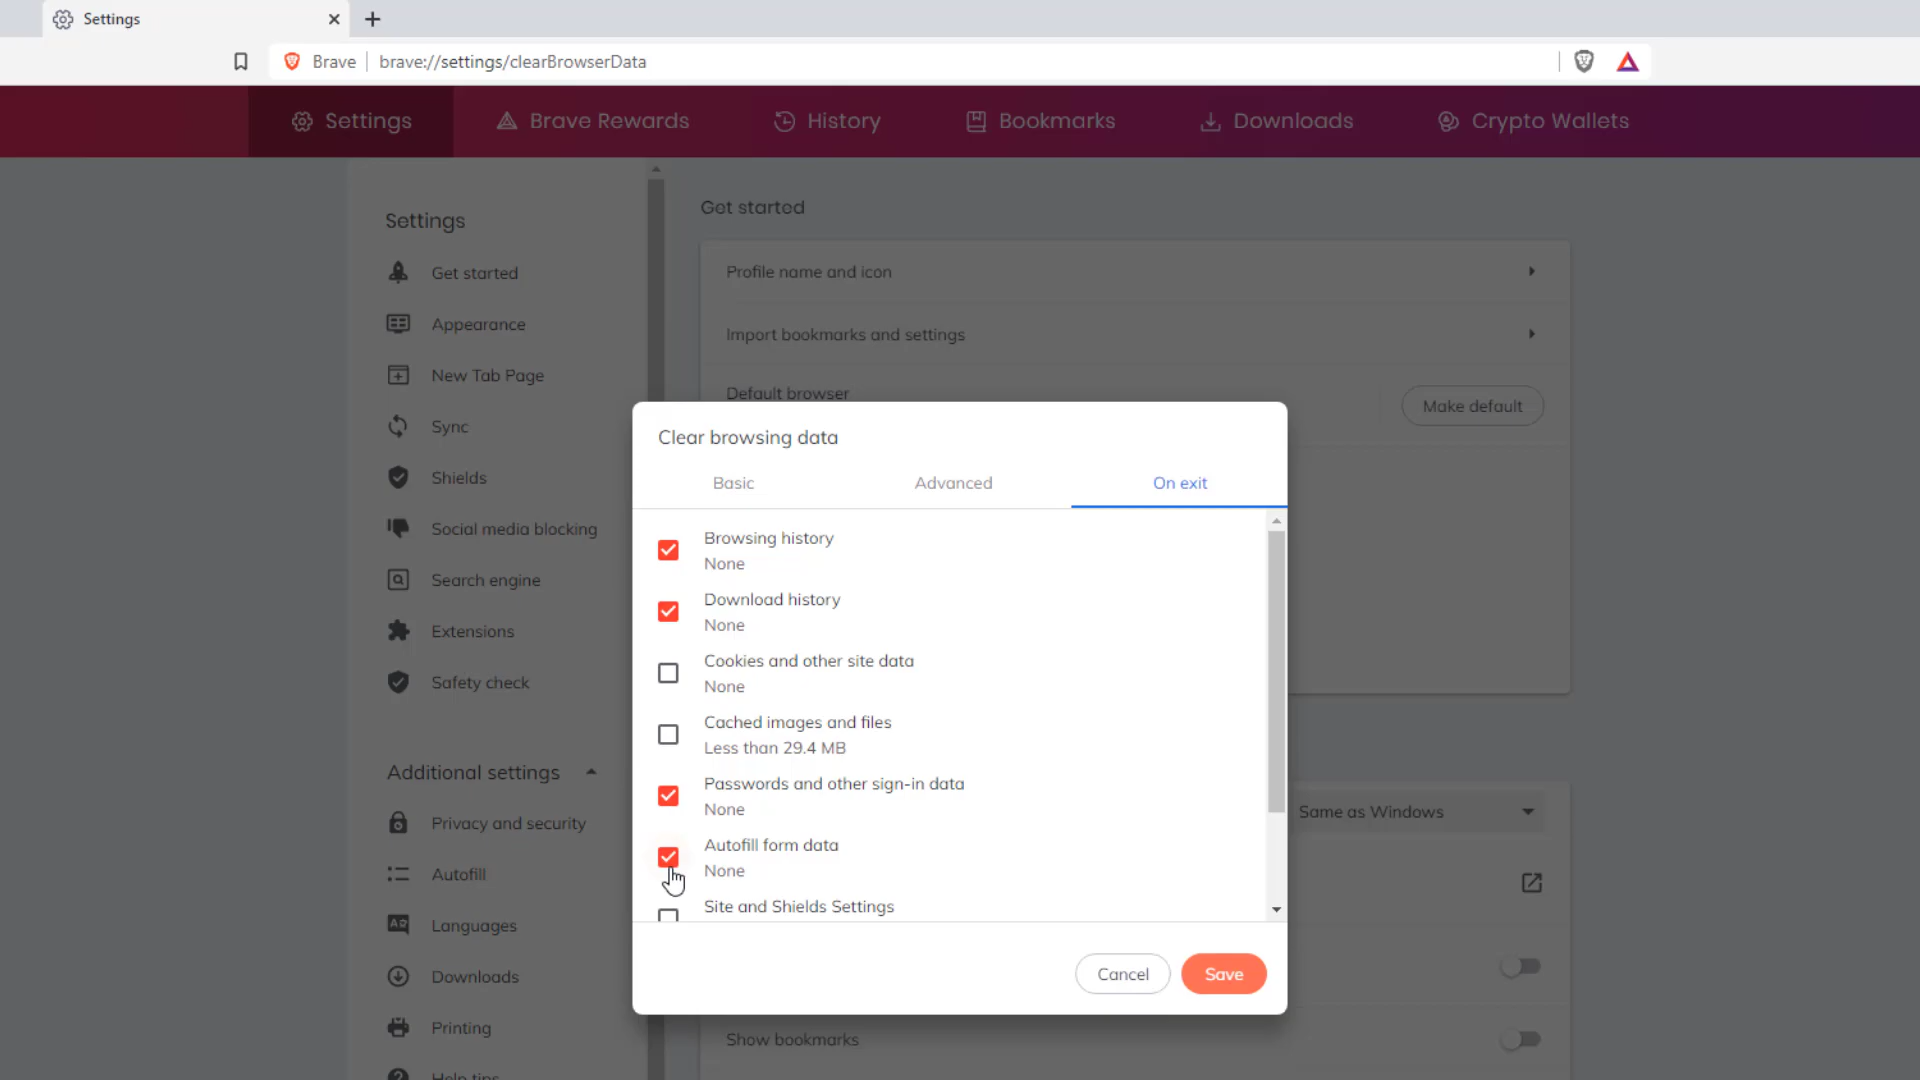 Settings
Brave
brave://settings/clearBrowserData
Settings
Brave Rewards
History
Bookmarks
Downloads
Crypto Wallets
Settings
Get started
Appearance
New Tab Page
Sync
Shields
Social media blocking
Search engine
Extensions
Safety check
Additional settings
Privacy and security
Autofill
Languages
Downloads
Printing
Help tips
Get started
Profile name and icon
Import bookmarks and settings
Default browser
Make default
Clear browsing data
Basic
Advanced
On exit
Browsing history
None
Download history
None
Cookies and other site data
None
Cached images and files
Less than 29.4 MB
Passwords and other sign-in data
None
Autofill form data
None
Site and Shields Settings
Cancel
Save
Same as Windows
Show bookmarks